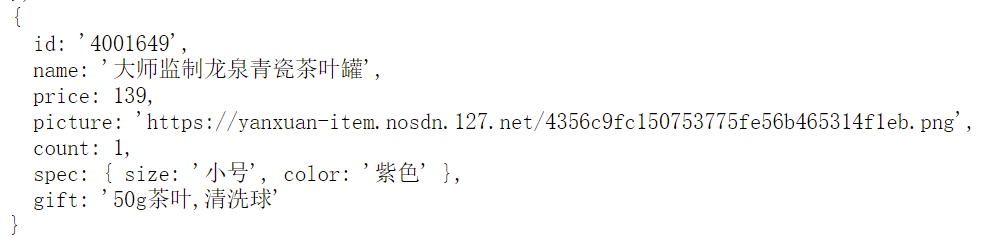 {
id: '4001649',
name: '大师监制龙泉青瓷茶叶罐',
price: 139,
picture: 'https://yanxuan-item.nosdn.127.net/4356c9fc150753775fe56b465314f1eb.png',
count: 1,
spec: { size: '小号', color: '紫色' },
gift: '50g茶叶,清洗球'
}